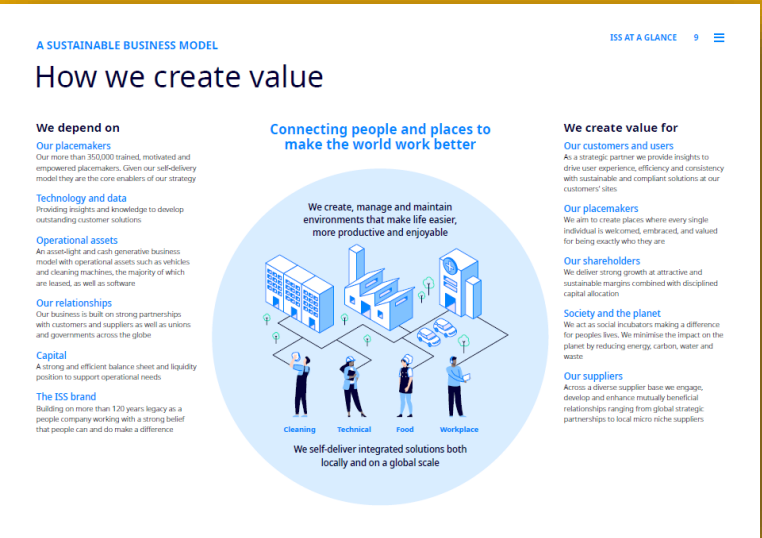 ISS AT A GLANCE 9
A SUSTAINABLE BUSINESS MODEL
How we create value
We depend on
Our placemakers
Our more than 350,000 trained, motivated and
empowered placemakers. Given our self-delivery
model they are the core enablers of our strategy
Technology and data
Providing insights and knowledge to develop
outstanding customer solutions
Operational assets
An asset-light and cash generative business
model with operational assets such as vehicles
and cleaning machines, the majority of which
are leased, as well as software
Our relationships
Our business is built on strong partnerships
with customers and suppliers as well as unions
and governments across the globe
Capital
A strong and efficient balance sheet and liquidity
position to support operational needs
The ISS brand
Building on more than 120 years legacy as a
people company working with a strong belief
that people can and do make a difference
Connecting people and places to
make the world work better
We create, manage and maintain
environments that make life easier,
more productive and enjoyable
Cleaning Technical Food Workplace
We self-deliver integrated solutions both
locally and on a global scale
We create value for
Our customers and users
As a strategic partner we provide insights to
drive user experience, efficiency and consistency
with sustainable and compliant solutions at our
customers' sites
Our placemakers
We aim to create places where every single
individual is welcomed, embraced, and valued
for being exactly who they are
Our shareholders
We deliver strong growth at attractive and
sustainable margins combined with disciplined
capital allocation
Society and the planet
We act as social incubators making a difference
for peoples lives. We minimise the impact on the
planet by reducing energy, carbon, water and
waste
Our suppliers
Across a diverse supplier base we engage,
develop and enhance mutually beneficial
relationships ranging from global strategic
partnerships to local micro niche suppliers